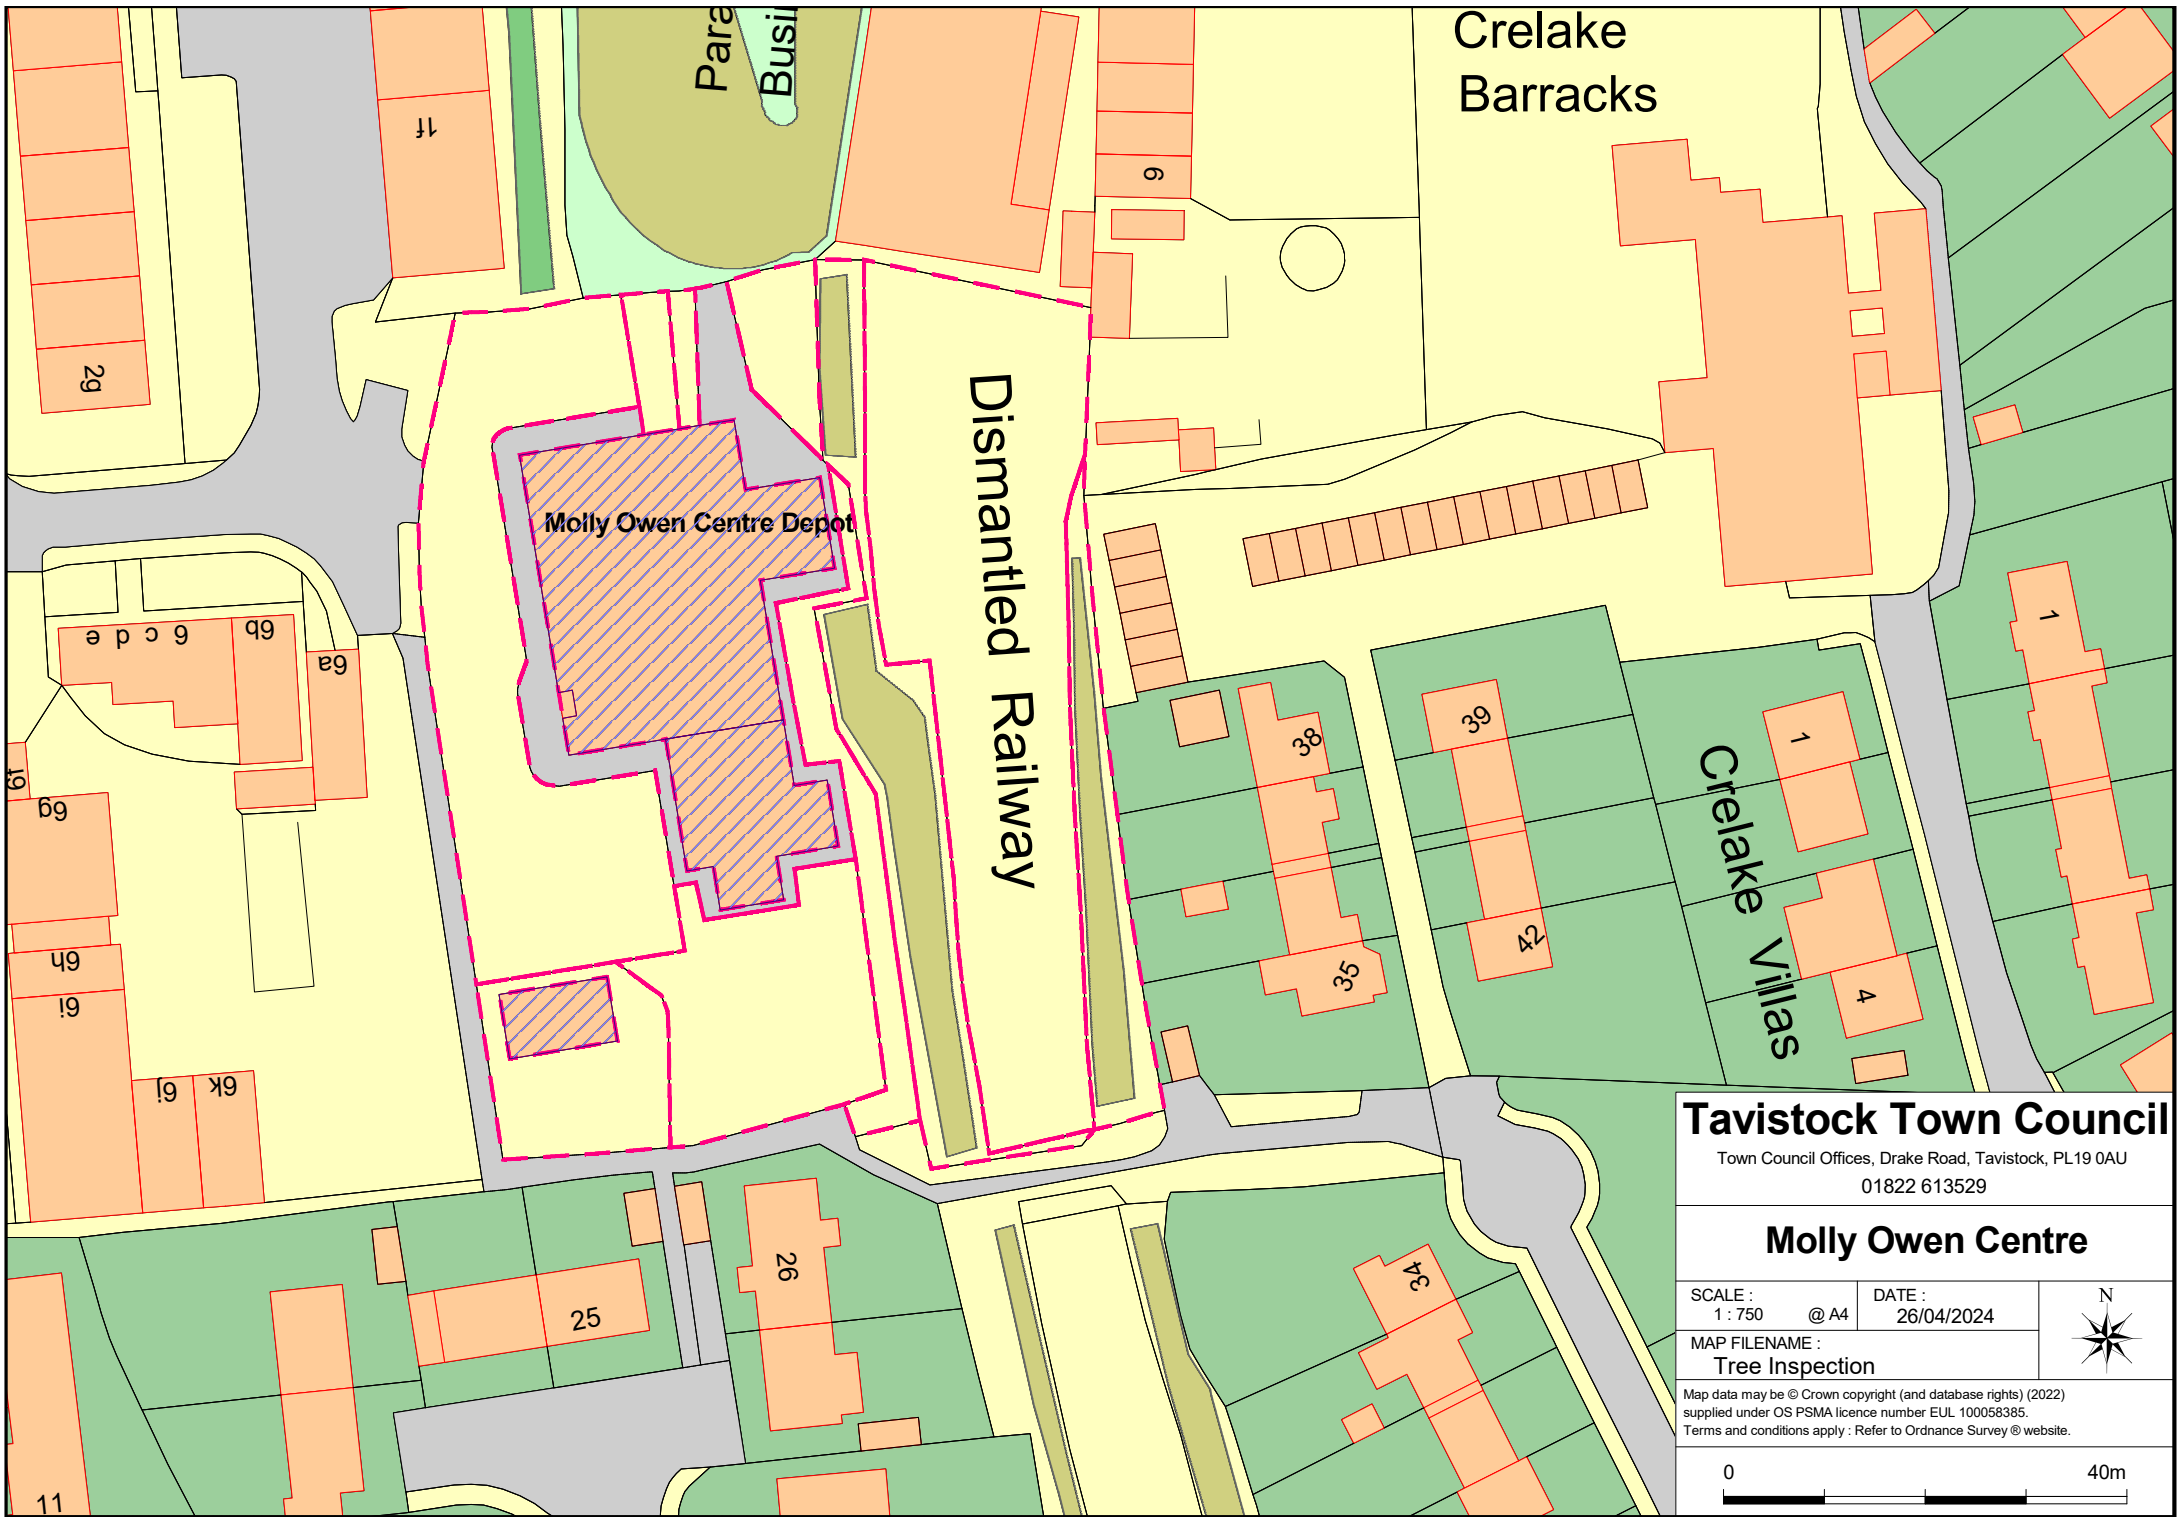 Para
Busi
Crelake
Barracks
1f
6
2g
Molly Owen Centre Depot
Dismantled Railway
6 c d e
6b
6a
6f
6g
6h
6i
6j
6k
38
39
35
42
1
4
1
Crelake Villas
26
25
34
11
Tavistock Town Council
Town Council Offices, Drake Road, Tavistock, PL19 0AU
01822 613529
Molly Owen Centre
SCALE :
1 : 750 @ A4
DATE :
26/04/2024
N
MAP FILENAME :
Tree Inspection
Map data may be © Crown copyright (and database rights) (2022)
supplied under OS PSMA licence number EUL 100058385.
Terms and conditions apply : Refer to Ordnance Survey ® website.
0 40m